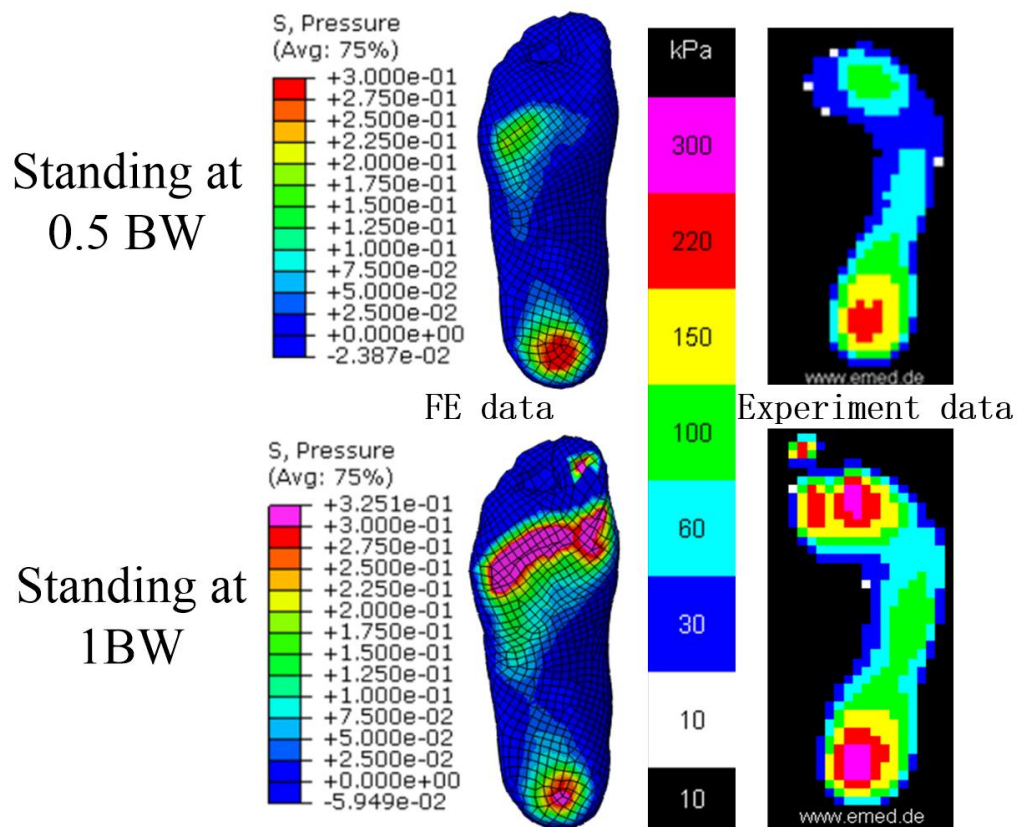 S, Pressure
(Avg: 75%)
+3.000e-01
+2.750e-01
+2.500e-01
+2.250e-01
+2.000e-01
+1.750e-01
+1.500e-01
+1.250e-01
+1.000e-01
+7.500e-02
+5.000e-02
+2.500e-02
+0.000e+00
-2.387e-02
Standing at
0.5 BW
kPa
300
220
150
100
60
30
10
10
www.emed.de
FE data
Experiment data
S, Pressure
(Avg: 75%)
+3.251e-01
+3.000e-01
+2.750e-01
+2.500e-01
+2.250e-01
+2.000e-01
+1.750e-01
+1.500e-01
+1.250e-01
+1.000e-01
+7.500e-02
+5.000e-02
+2.500e-02
+0.000e+00
-5.949e-02
Standing at
1BW
www.emed.de